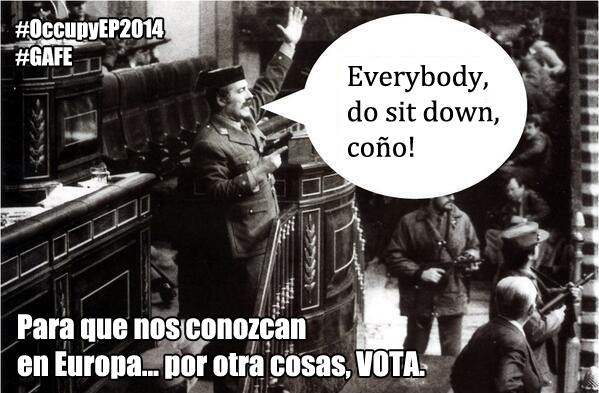 #OccupyEP2014
#GAFE
Everybody,
do sit down,
coño!
Para que nos conozcan
en Europa... por otra cosas, VOTA.